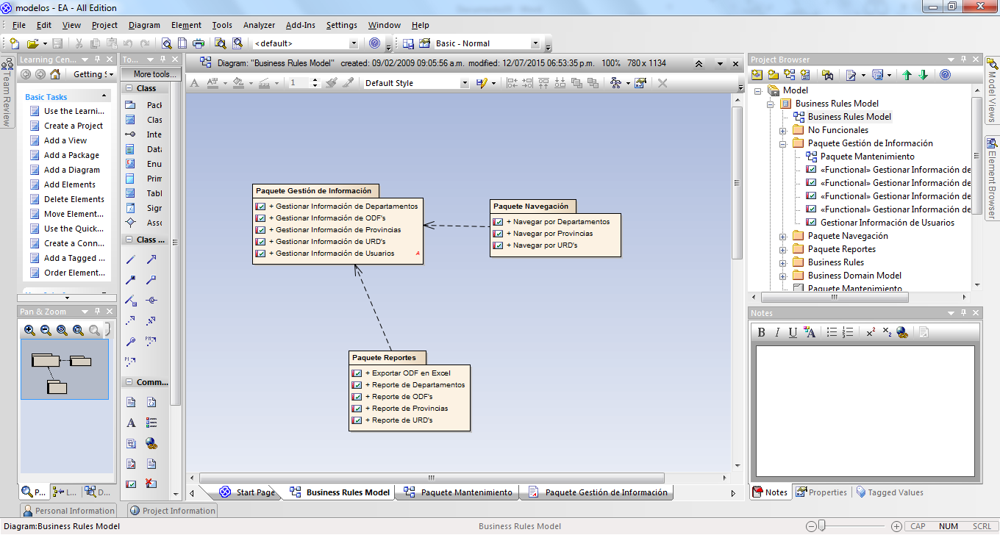 modelos - EA - All Edition
File Edit View Project Diagram Element Tools Analyzer Add-Ins Settings Window Help
<default>
Basic - Normal
Team Review
Learning Cen...
Getting S
Basic Tasks
Use the Learni...
Create a Project
Add a View
Add a Package
Add a Diagram
Add Elements
Delete Elements
Move Element...
Use the Quick...
Create a Conn...
Add a Tagged ...
Order Element...
Pan & Zoom
P... L... D...
To...
More tools...
Class
Pack
Clas
Inte
Data
Enu
Prim
Tabl
Sign
Asso
Class ...
Comm...
Diagram: "Business Rules Model" created: 09/02/2009 09:05:56 a.m. modified: 12/07/2015 06:53:35 p.m. 100% 780 x 1134
1
Default Style
Paquete Gestión de Información
+ Gestionar Información de Departamentos
+ Gestionar Información de ODF's
+ Gestionar Información de Provincias
+ Gestionar Información de URD's
+ Gestionar Información de Usuarios
A
Paquete Navegación
+ Navegar por Departamentos
+ Navegar por Provincias
+ Navegar por URD's
Paquete Reportes
+ Exportar ODF en Excel
+ Reporte de Departamentos
+ Reporte de ODF's
+ Reporte de Provincias
+ Reporte de URD's
Start Page Business Rules Model Paquete Mantenimiento Paquete Gestión de Información
Project Browser
Model
Business Rules Model
Business Rules Model
No Funcionales
Paquete Gestión de Información
Paquete Mantenimiento
«Functional» Gestionar Información de
«Functional» Gestionar Información de
«Functional» Gestionar Información de
«Functional» Gestionar Información de
Gestionar Información de Usuarios
Paquete Navegación
Paquete Reportes
Business Rules
Business Domain Model
Paquete Mantenimiento
Model Views
Element Browser
Notes
B I U A x² x₂
Notes Properties Tagged Values
Personal Information Project Information
Diagram:Business Rules Model
Business Rules Model
CAP NUM SCRL